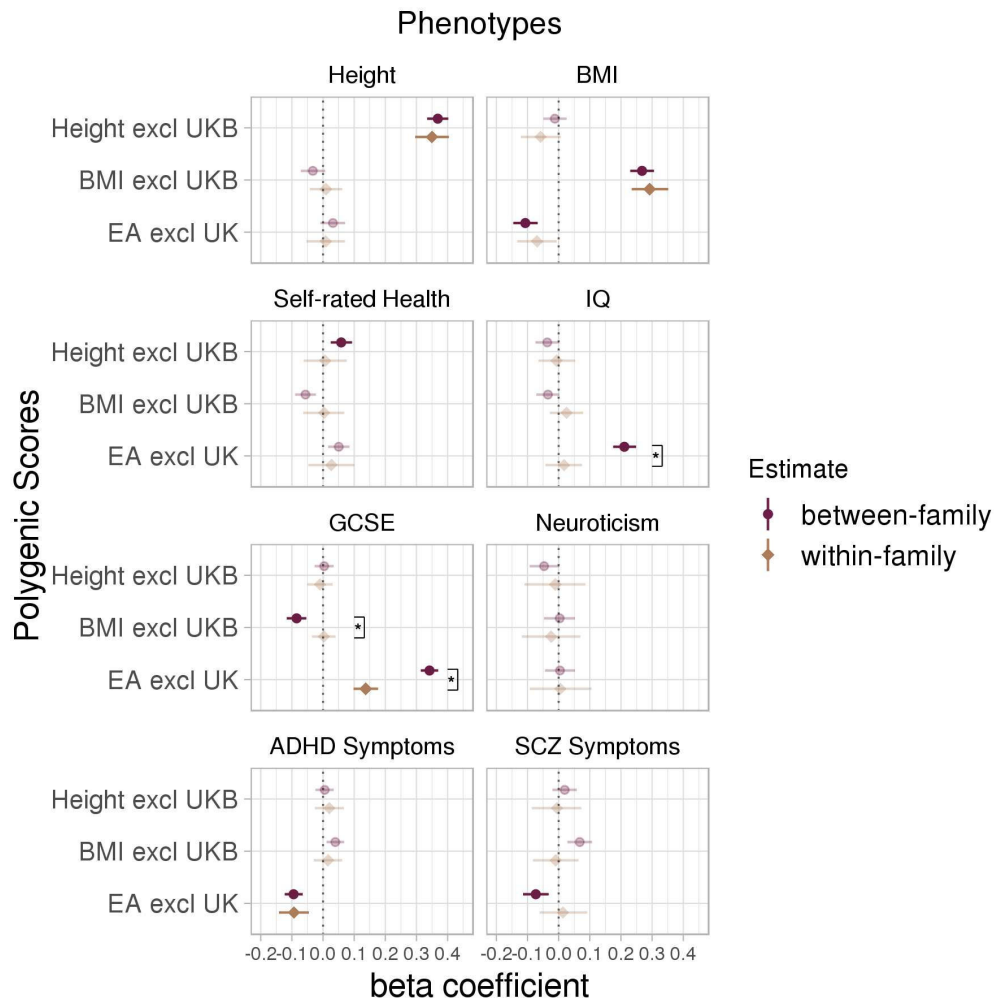 Phenotypes
Height
BMI
Height excl UKB
BMI excl UKB
EA excl UK
Self-rated Health
IQ
Height excl UKB
BMI excl UKB
EA excl UK
*
GCSE
Neuroticism
Height excl UKB
BMI excl UKB
*
EA excl UK
*
ADHD Symptoms
SCZ Symptoms
Height excl UKB
BMI excl UKB
EA excl UK
-0.2 -0.1 0.0 0.1 0.2 0.3 0.4
-0.2 -0.1 0.0 0.1 0.2 0.3 0.4
beta coefficient
Polygenic Scores
Estimate
between-family
within-family